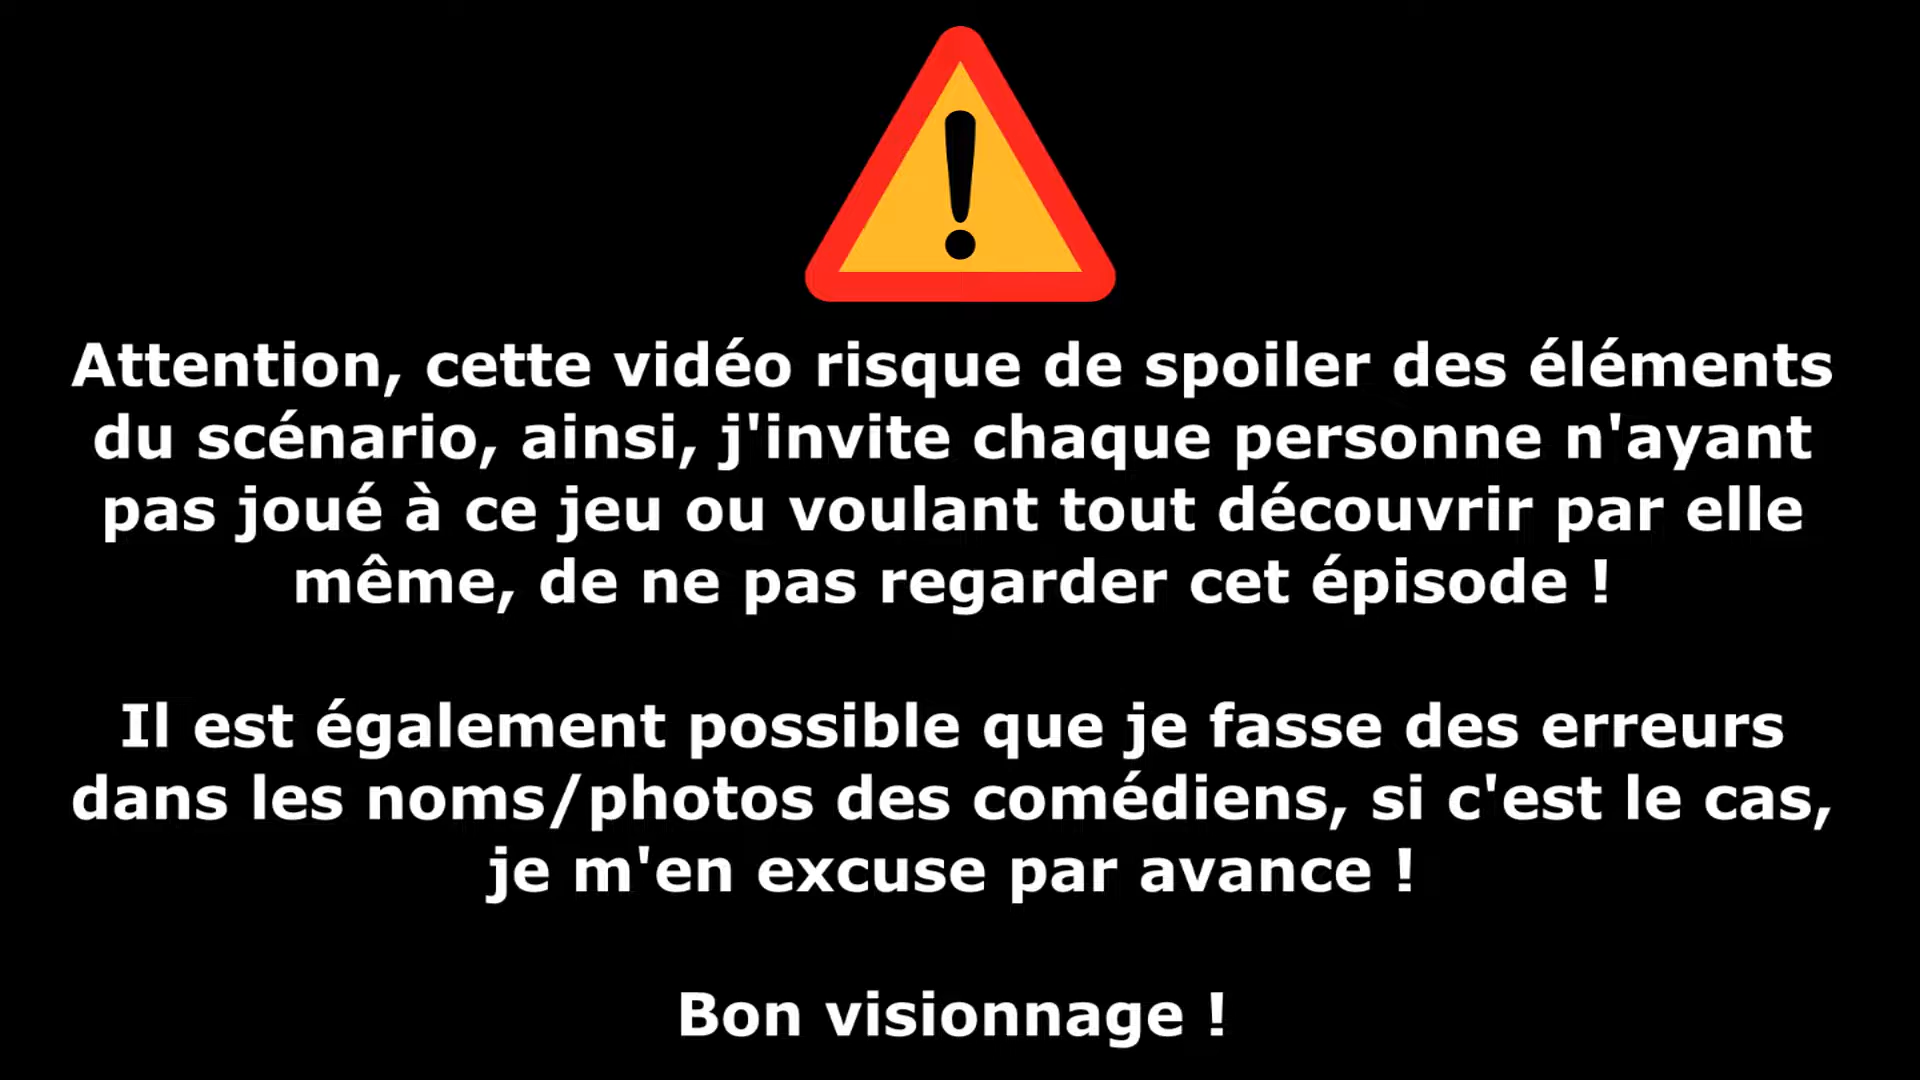 Attention, cette vidéo risque de spoiler des éléments
du scénario, ainsi, j'invite chaque personne n'ayant
pas joué à ce jeu ou voulant tout découvrir par elle
même, de ne pas regarder cet épisode !
Il est également possible que je fasse des erreurs
dans les noms/photos des comédiens, si c'est le cas,
je m'en excuse par avance !
Bon visionnage !